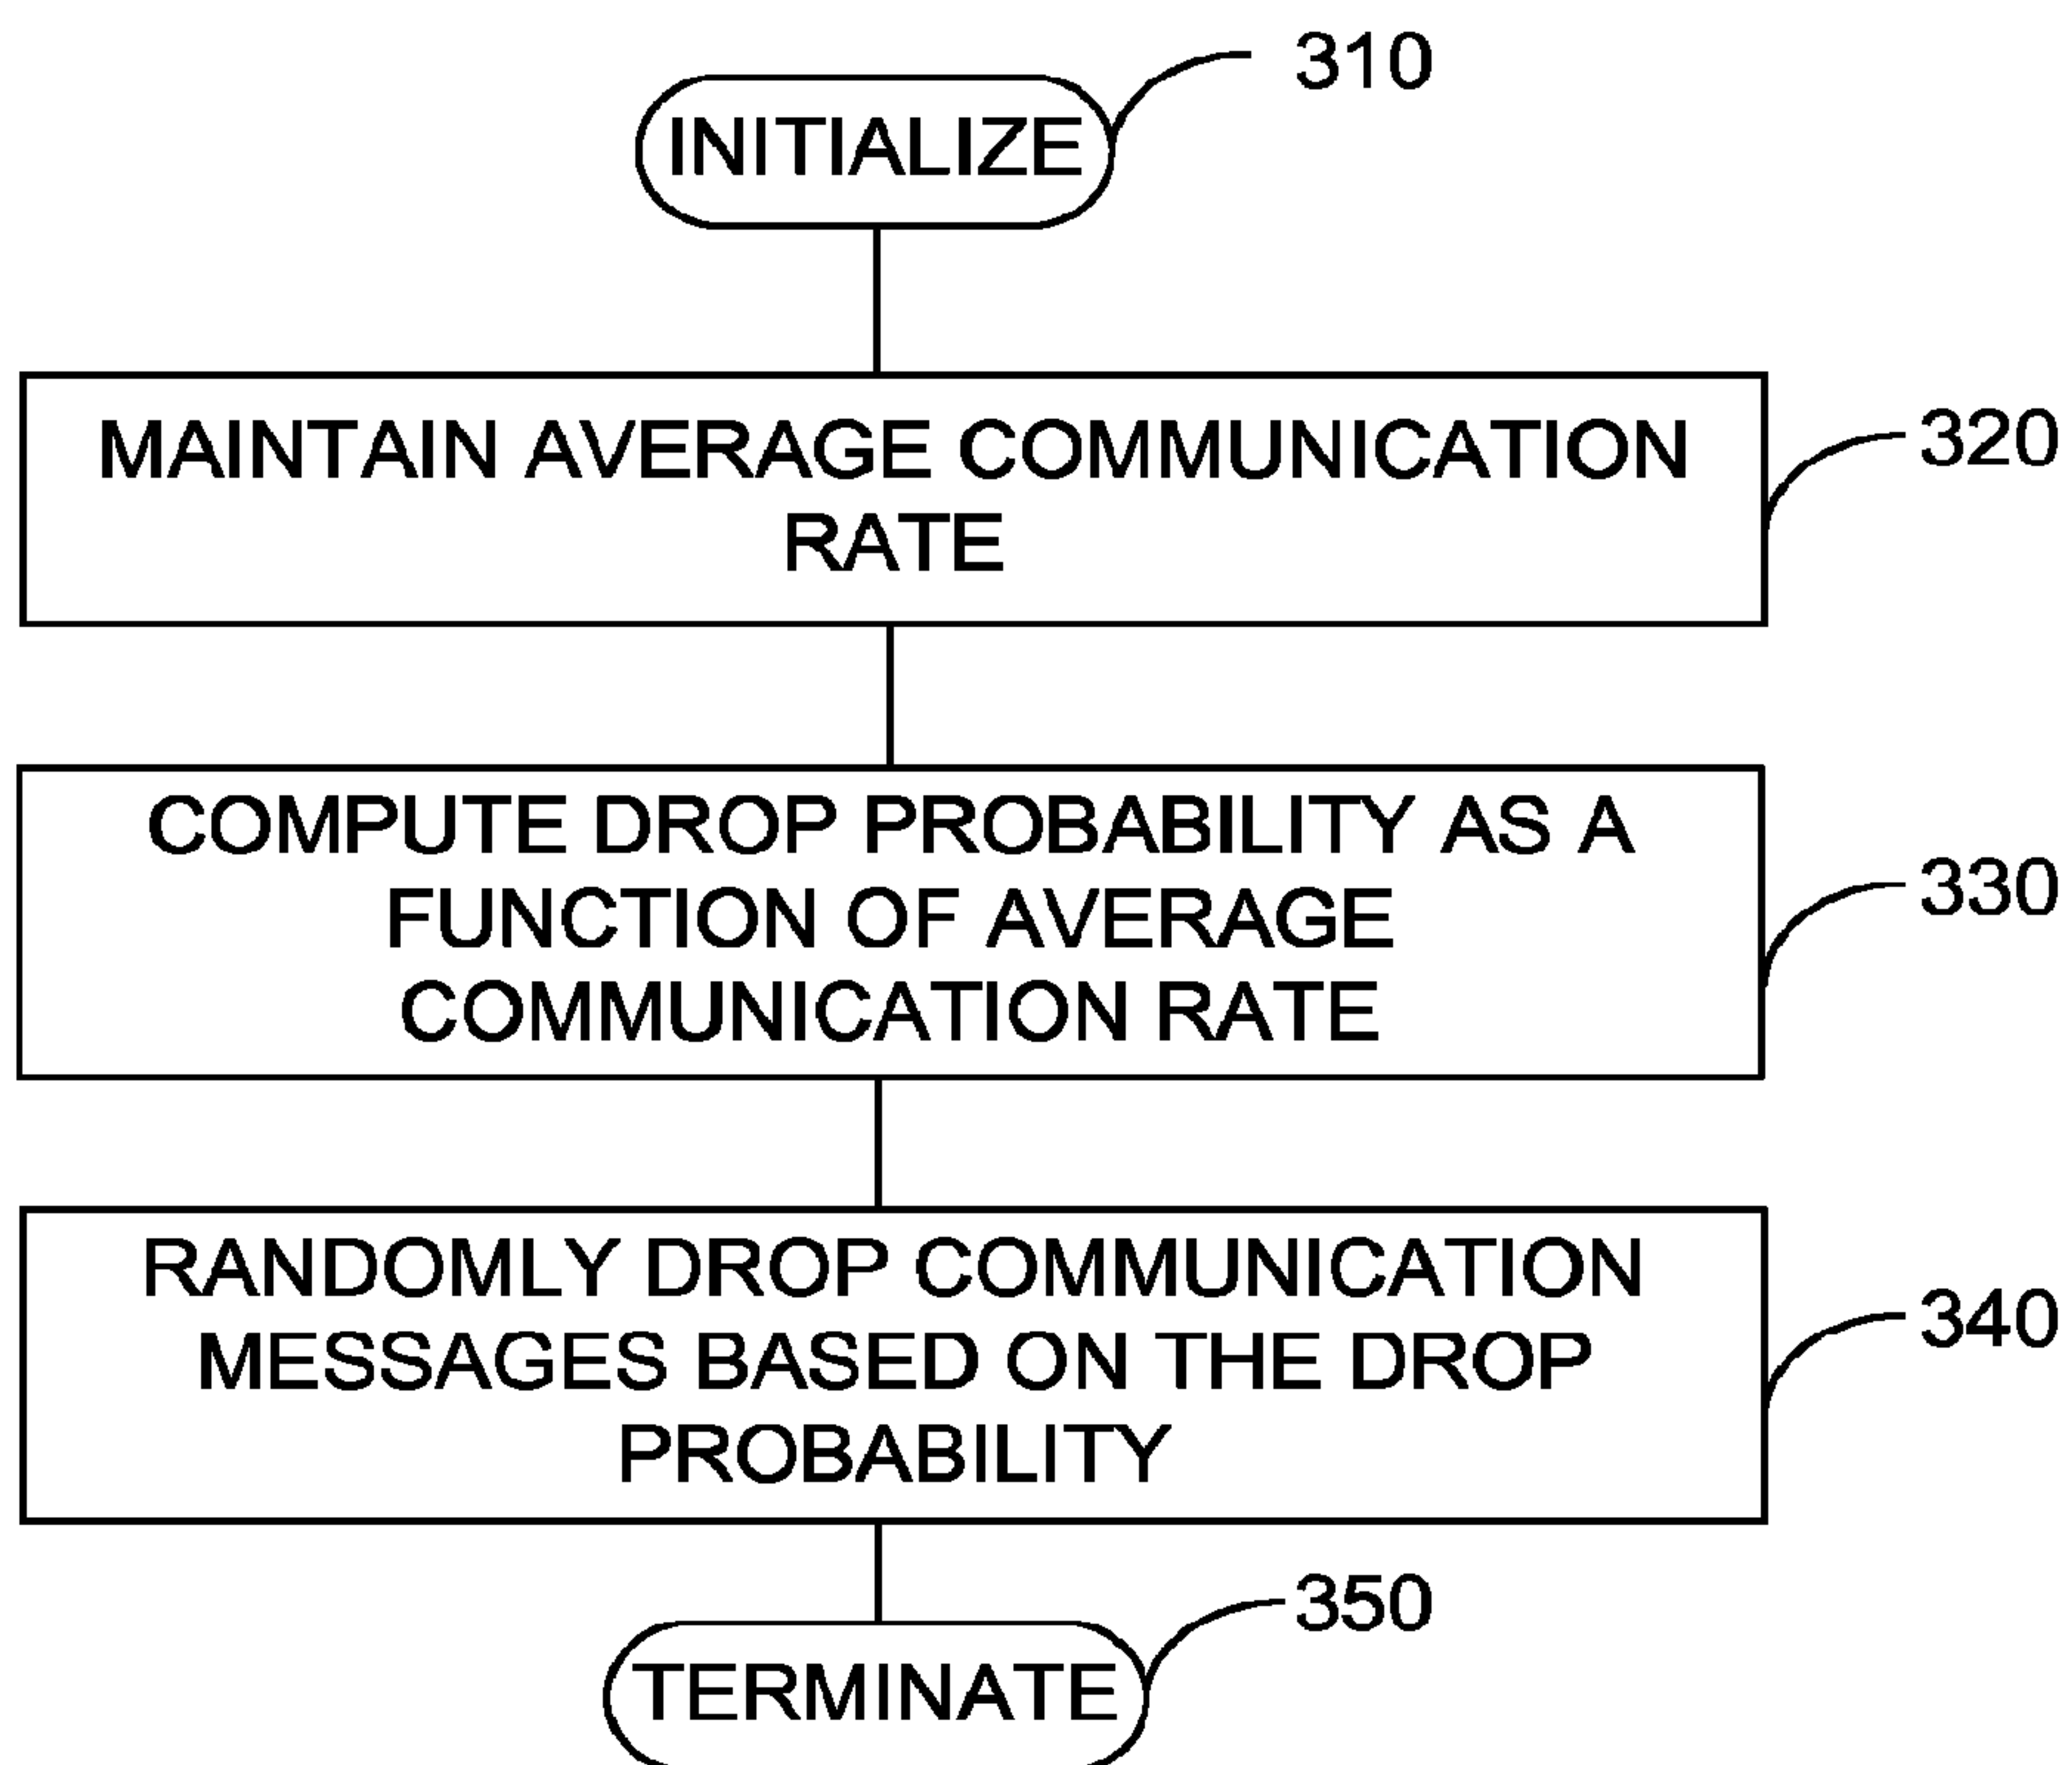 310
INITIALIZE
MAINTAIN AVERAGE COMMUNICATION
RATE
320
COMPUTE DROP PROBABILITY AS A
FUNCTION OF AVERAGE
COMMUNICATION RATE
330
RANDOMLY DROP COMMUNICATION
MESSAGES BASED ON THE DROP
PROBABILITY
340
350
TERMINATE